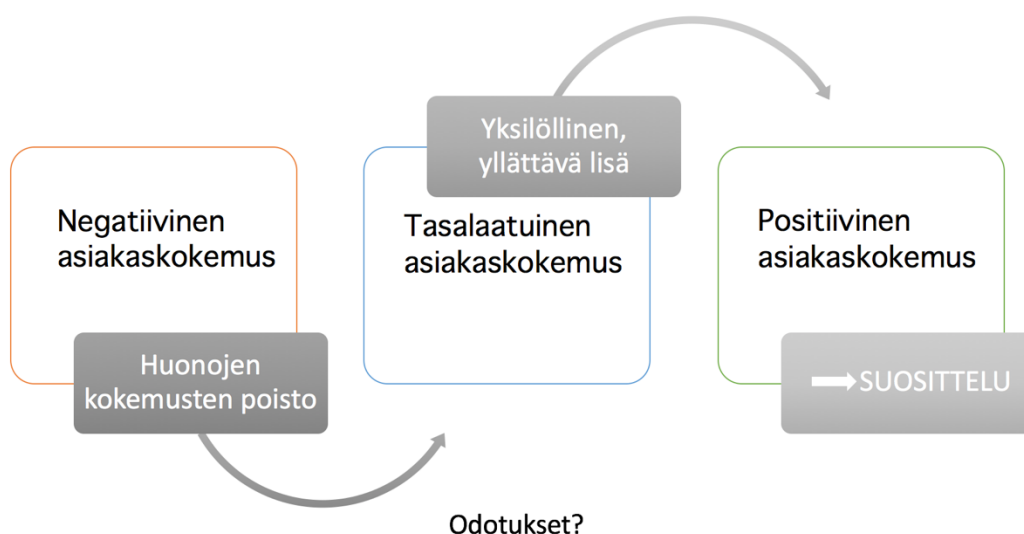 Negatiivinen
asiakaskokemus
Huonojen
kokemusten poisto
Yksilöllinen,
yllättävä lisä
Tasalaatuinen
asiakaskokemus
Positiivinen
asiakaskokemus
SUOSITTELU
Odotukset?